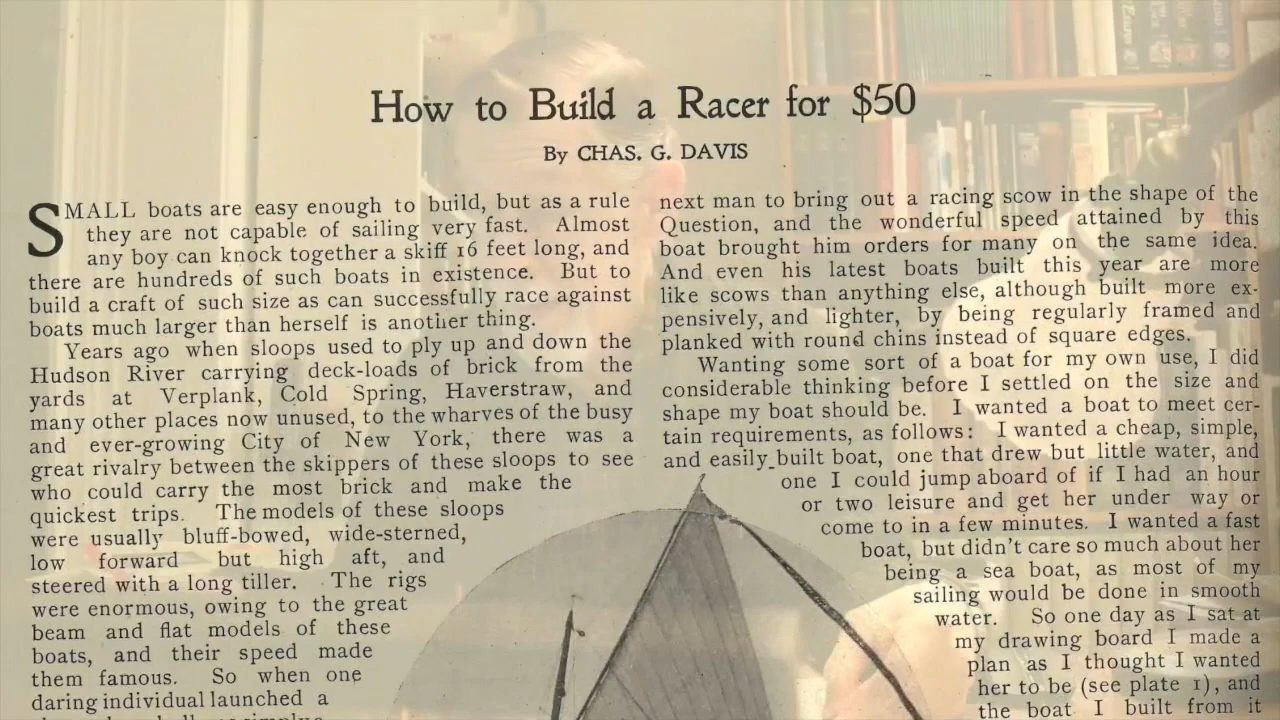 How to Build a Racer for $50
By CHAS. G. DAVIS
SMALL boats are easy enough to build, but as a rule
they are not capable of sailing very fast. Almost
any boy can knock together a skiff 16 feet long, and
there are hundreds of such boats in existence. But to
build a craft of such size as can successfully race against
boats much larger than herself is another thing.
Years ago when sloops used to ply up and down the
Hudson River carrying deck-loads of brick from the
yards at Verplank, Cold Spring, Haverstraw, and
many other places now unused, to the wharves of the busy
and ever-growing City of New York, there was a
great rivalry between the skippers of these sloops to see
who could carry the most brick and make the
quickest trips. The models of these sloops
were usually bluff-bowed, wide-sterned,
low forward but high aft, and
steered with a long tiller. The rigs
were enormous, owing to the great
beam and flat models of these
boats, and their speed made
them famous. So when one
daring individual launched a
next man to bring out a racing scow in the shape of the
Question, and the wonderful speed attained by this
boat brought him orders for many on the same idea.
And even his latest boats built this year are more
like scows than anything else, although built more ex-
pensively, and lighter, by being regularly framed and
planked with round chins instead of square edges.
Wanting some sort of a boat for my own use, I did
considerable thinking before I settled on the size and
shape my boat should be. I wanted a boat to meet cer-
tain requirements, as follows: I wanted a cheap, simple,
and easily built boat, one that drew but little water, and
one I could jump aboard of if I had an hour
or two leisure and get her under way or
come to in a few minutes. I wanted a fast
boat, but didn't care so much about her
being a sea boat, as most of my
sailing would be done in smooth
water. So one day as I sat at
my drawing board I made a
plan as I thought I wanted
her to be (see plate 1), and
the boat I built from it